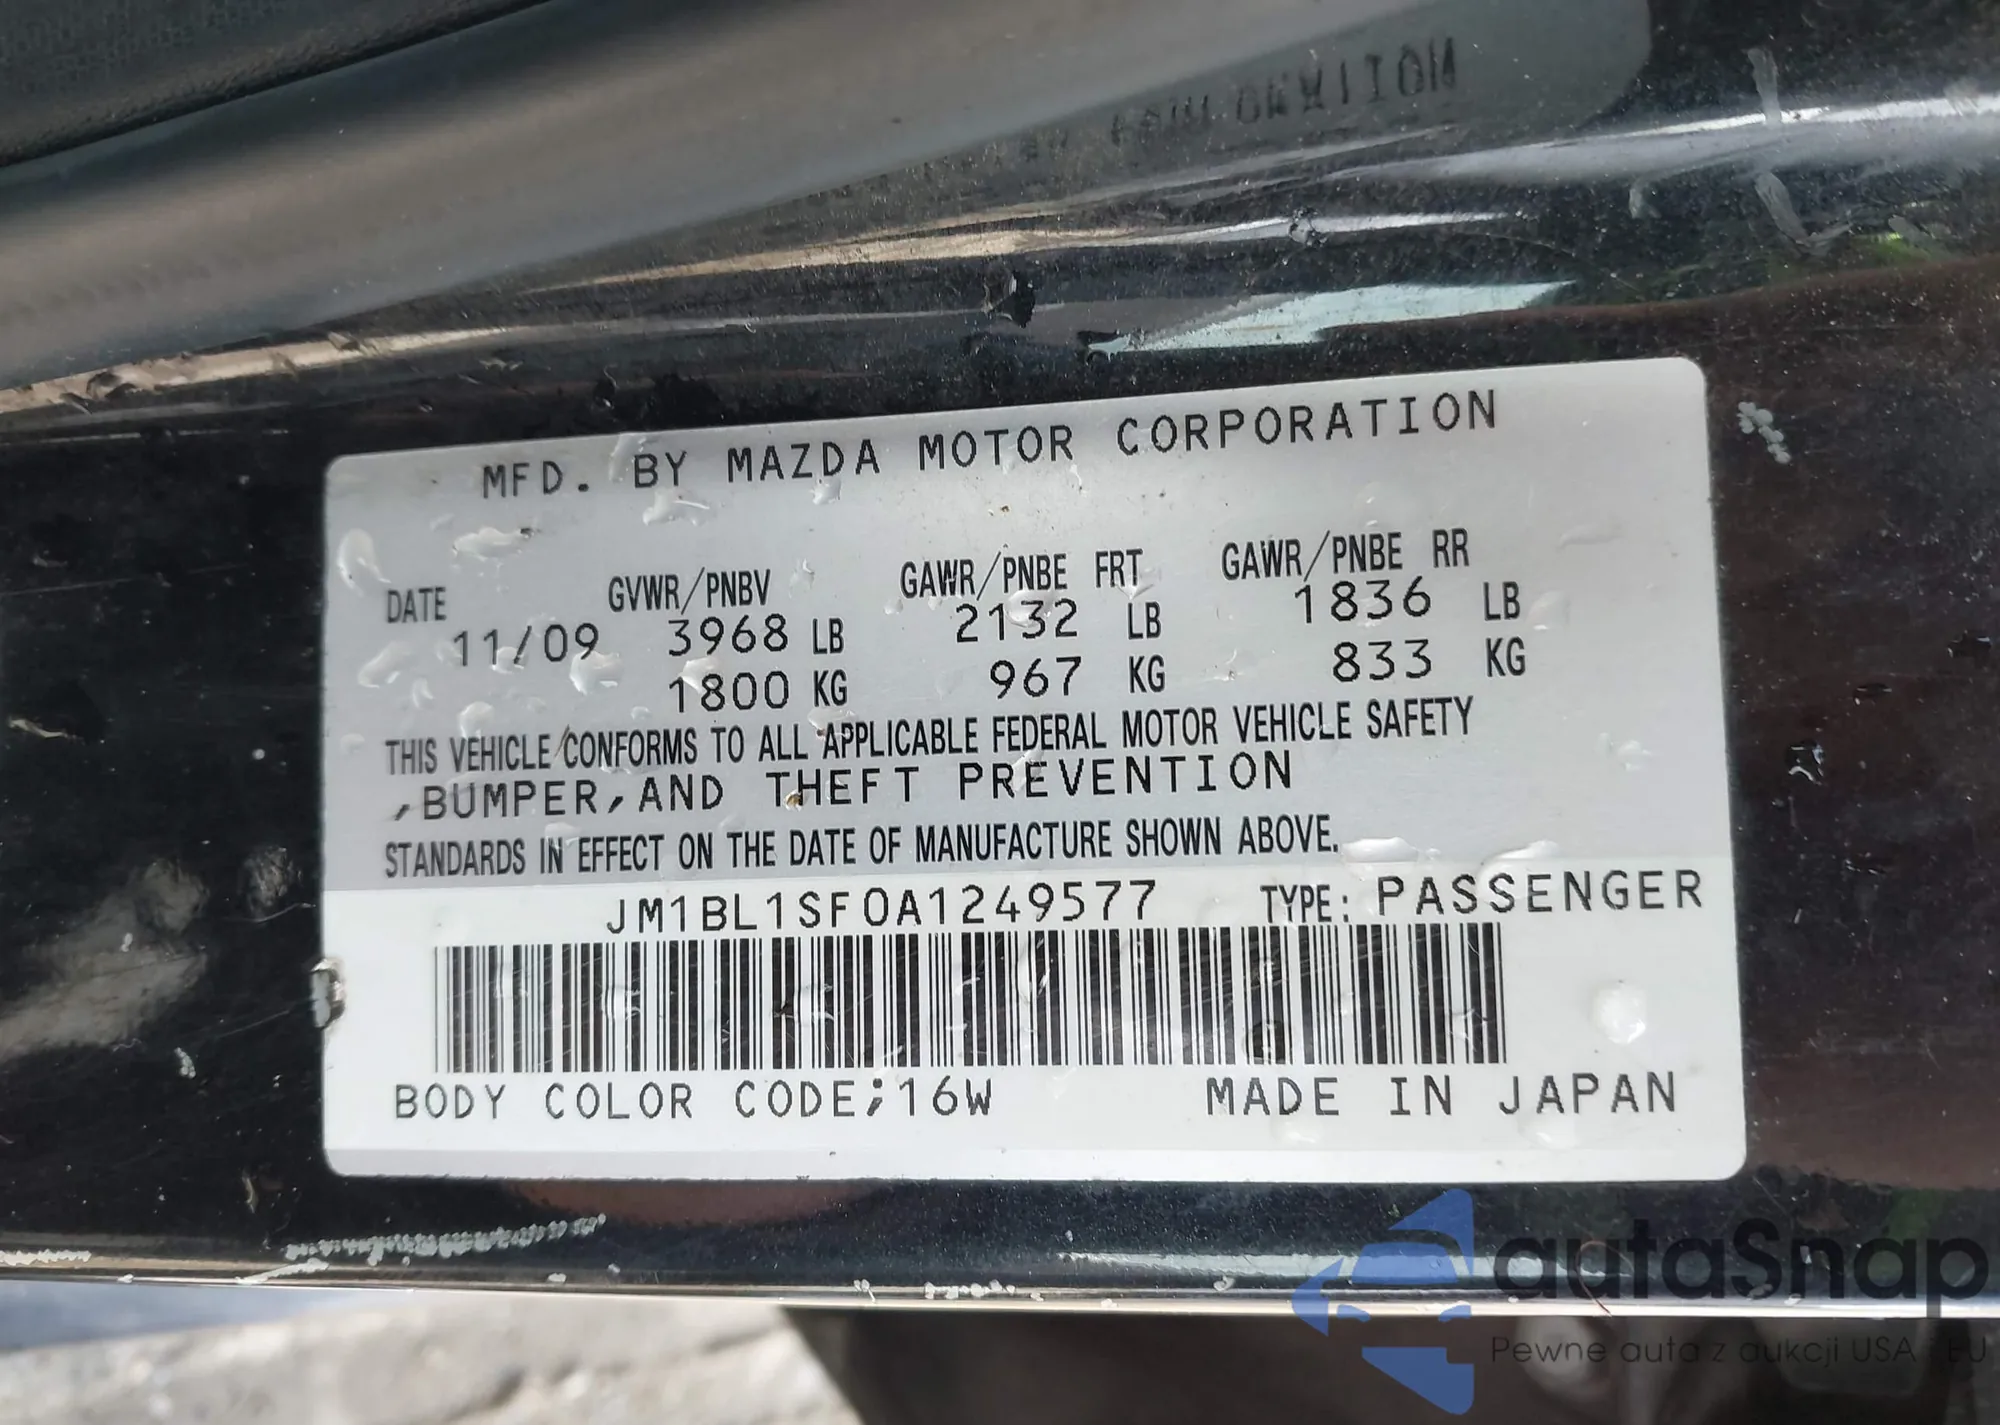 MFD. BY MAZDA MOTOR CORPORATION
DATE GVWR/PNBV GAWR/PNBE FRT GAWR/PNBE RR
11/09 3968 LB 2132 LB 1836 LB
1800 KG 967 KG 833 KG
THIS VEHICLE CONFORMS TO ALL APPLICABLE FEDERAL MOTOR VEHICLE SAFETY
,BUMPER,AND THEFT PREVENTION
STANDARDS IN EFFECT ON THE DATE OF MANUFACTURE SHOWN ABOVE.
JM1BL1SF0A1249577 TYPE: PASSENGER
BODY COLOR CODE;16W MADE IN JAPAN
autaSnap
Pewne auta z aukcji USA i EU